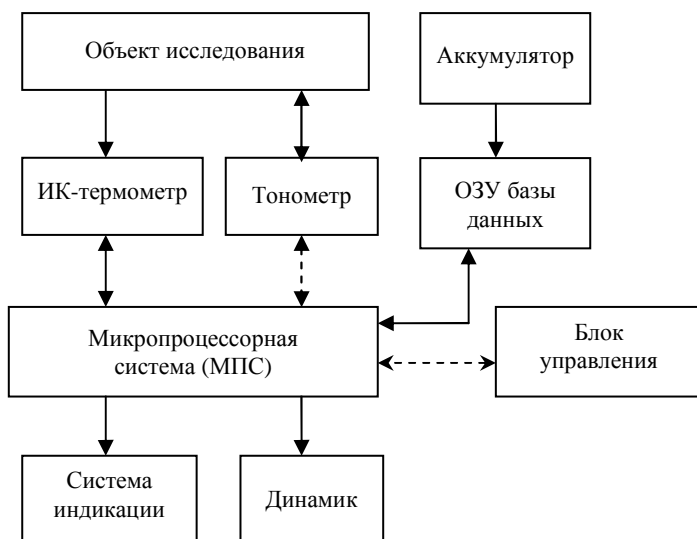 Объект исследования
Аккумулятор
ИК-термометр
Тонометр
ОЗУ базы
данных
Микропроцессорная
система (МПС)
Блок
управления
Система
индикации
Динамик